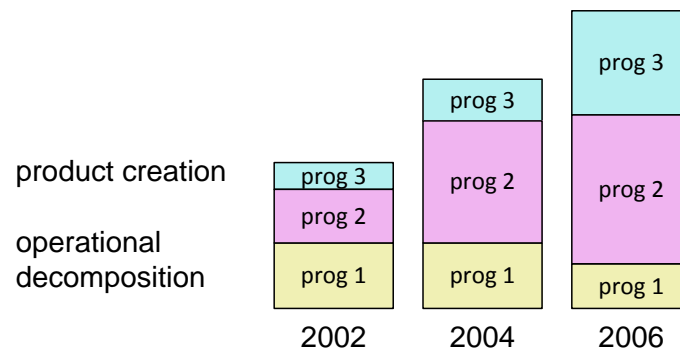 product creation
operational
decomposition
prog 3
prog 2
prog 1
2002
prog 3
prog 2
prog 1
2004
prog 3
prog 2
prog 1
2006